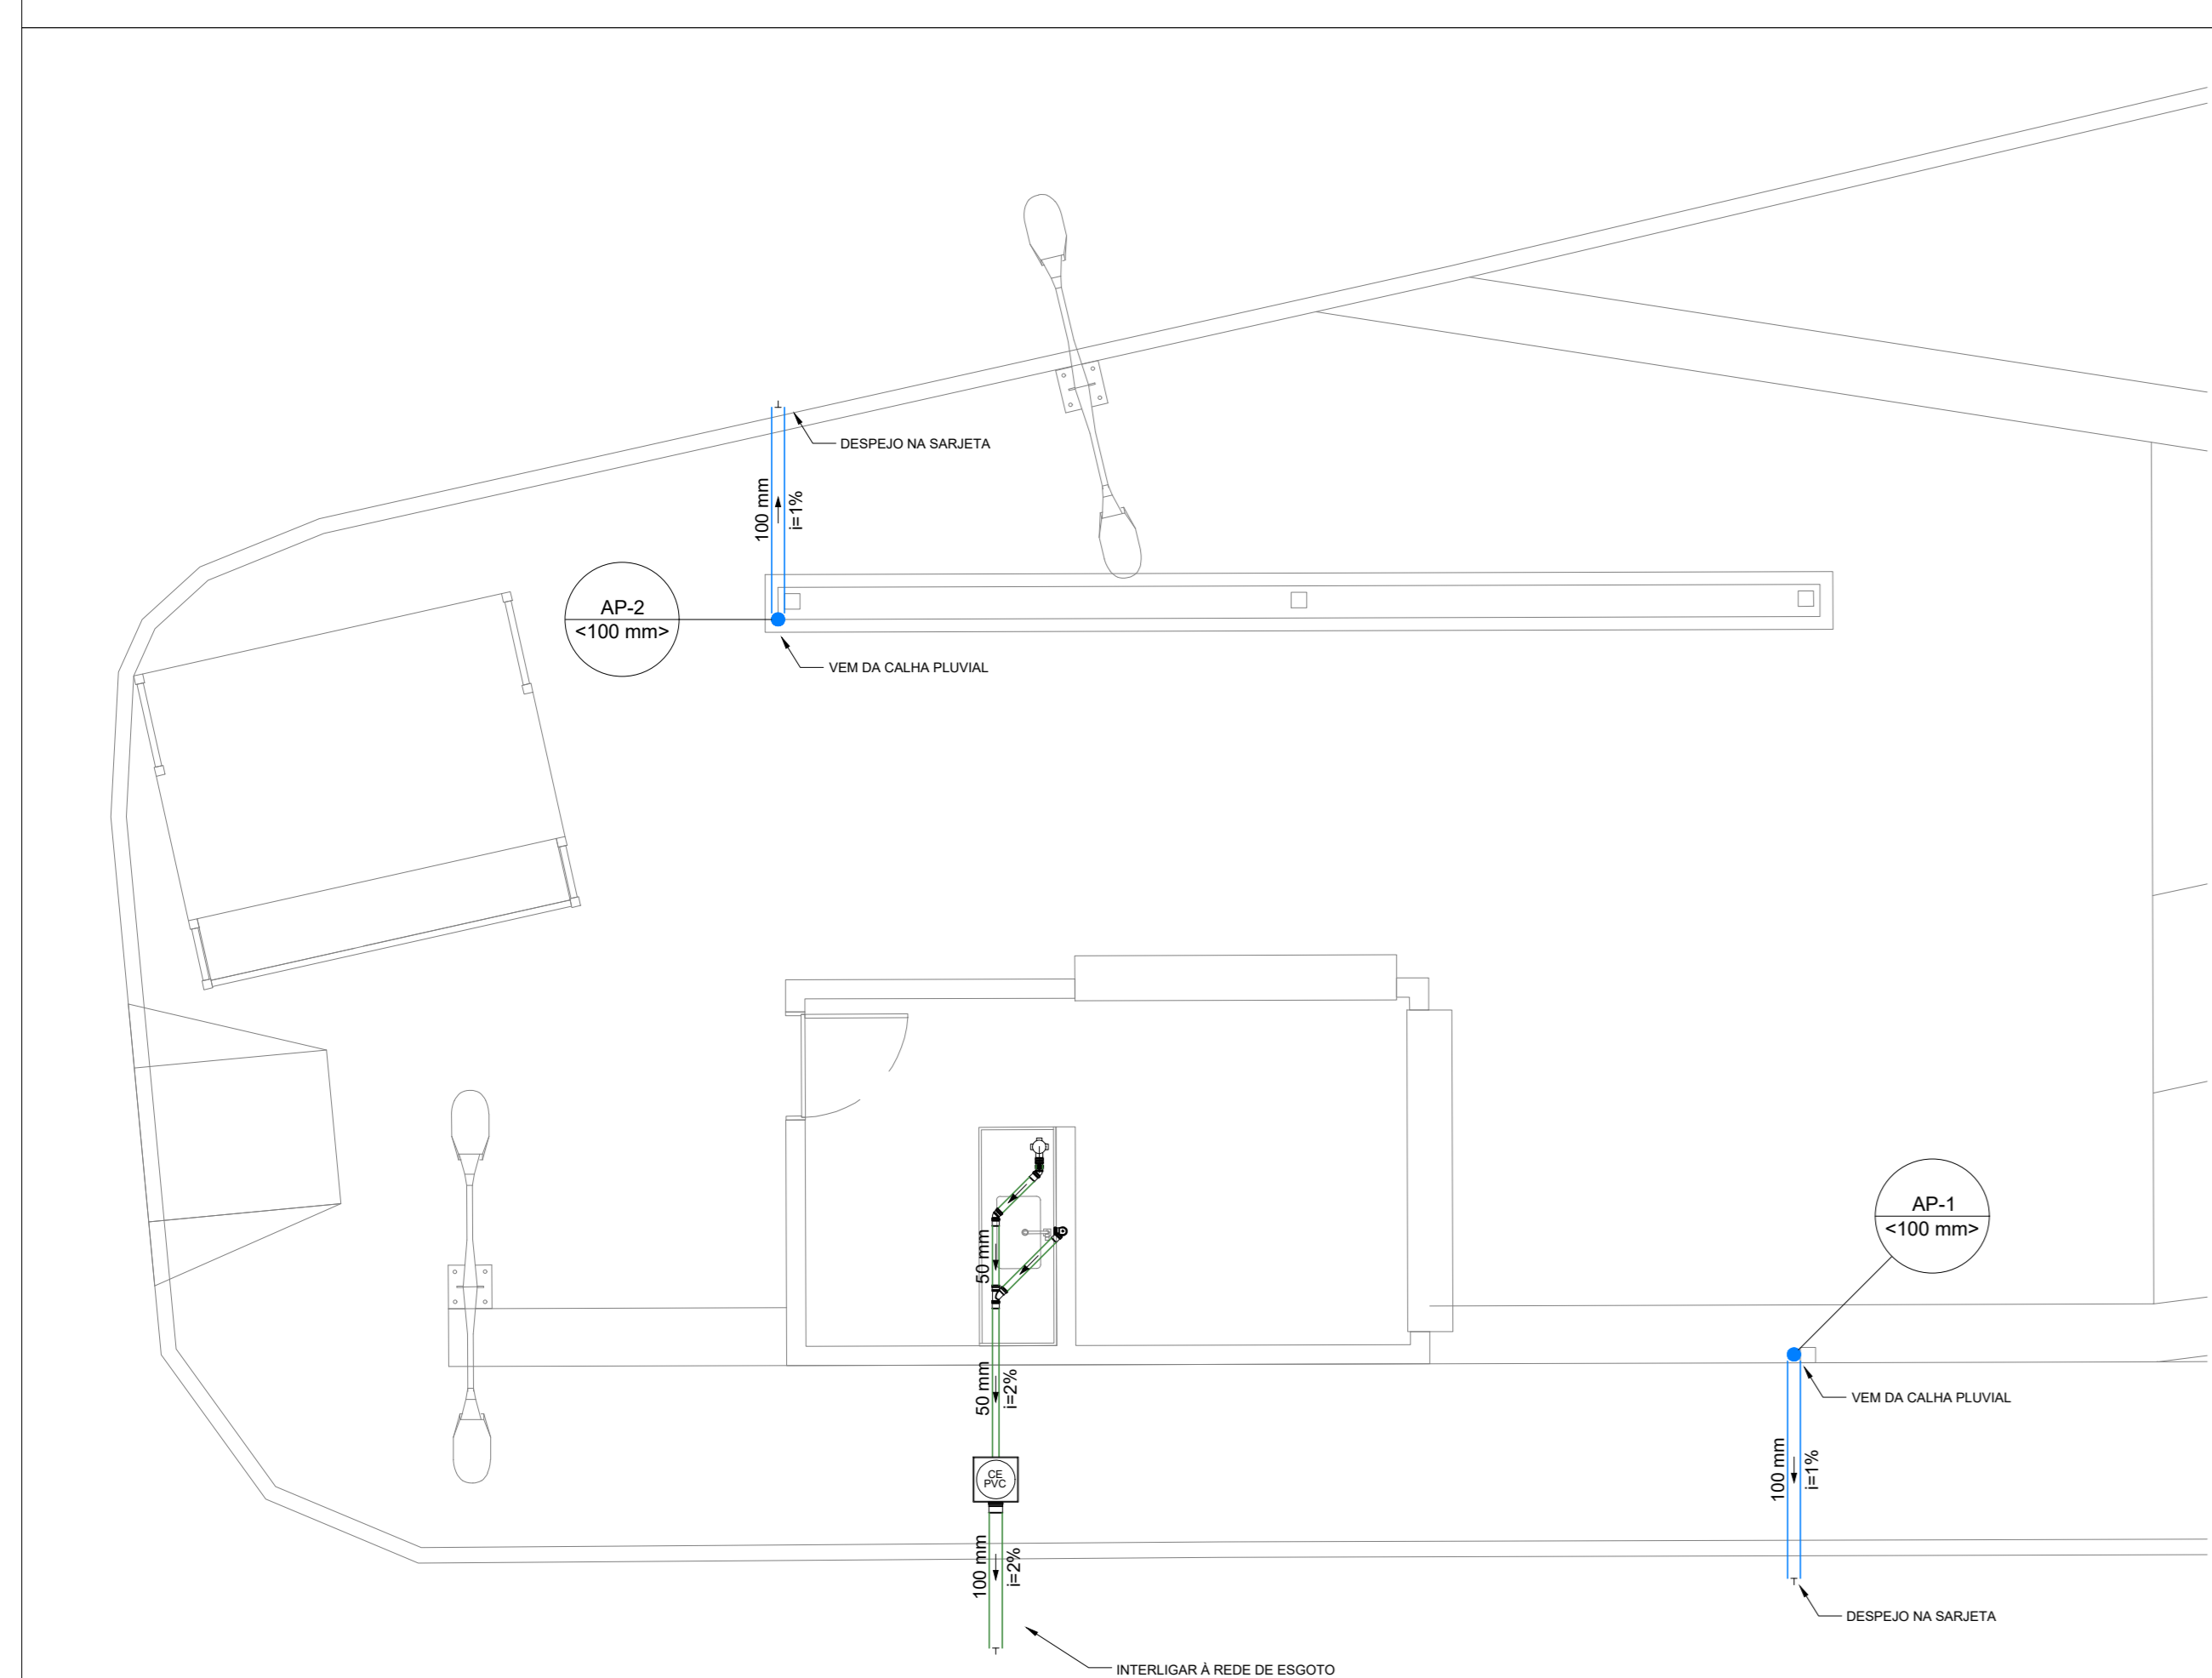 DESPEJO NA SARJETA
100 mm
i=1%
AP-2
<100 mm>
VEM DA CALHA PLUVIAL
50 mm
AP-1
<100 mm>
50 mm
i=2%
VEM DA CALHA PLUVIAL
CE
PVC
100 mm
i=1%
100 mm
i=2%
DESPEJO NA SARJETA
INTERLIGAR À REDE DE ESGOTO